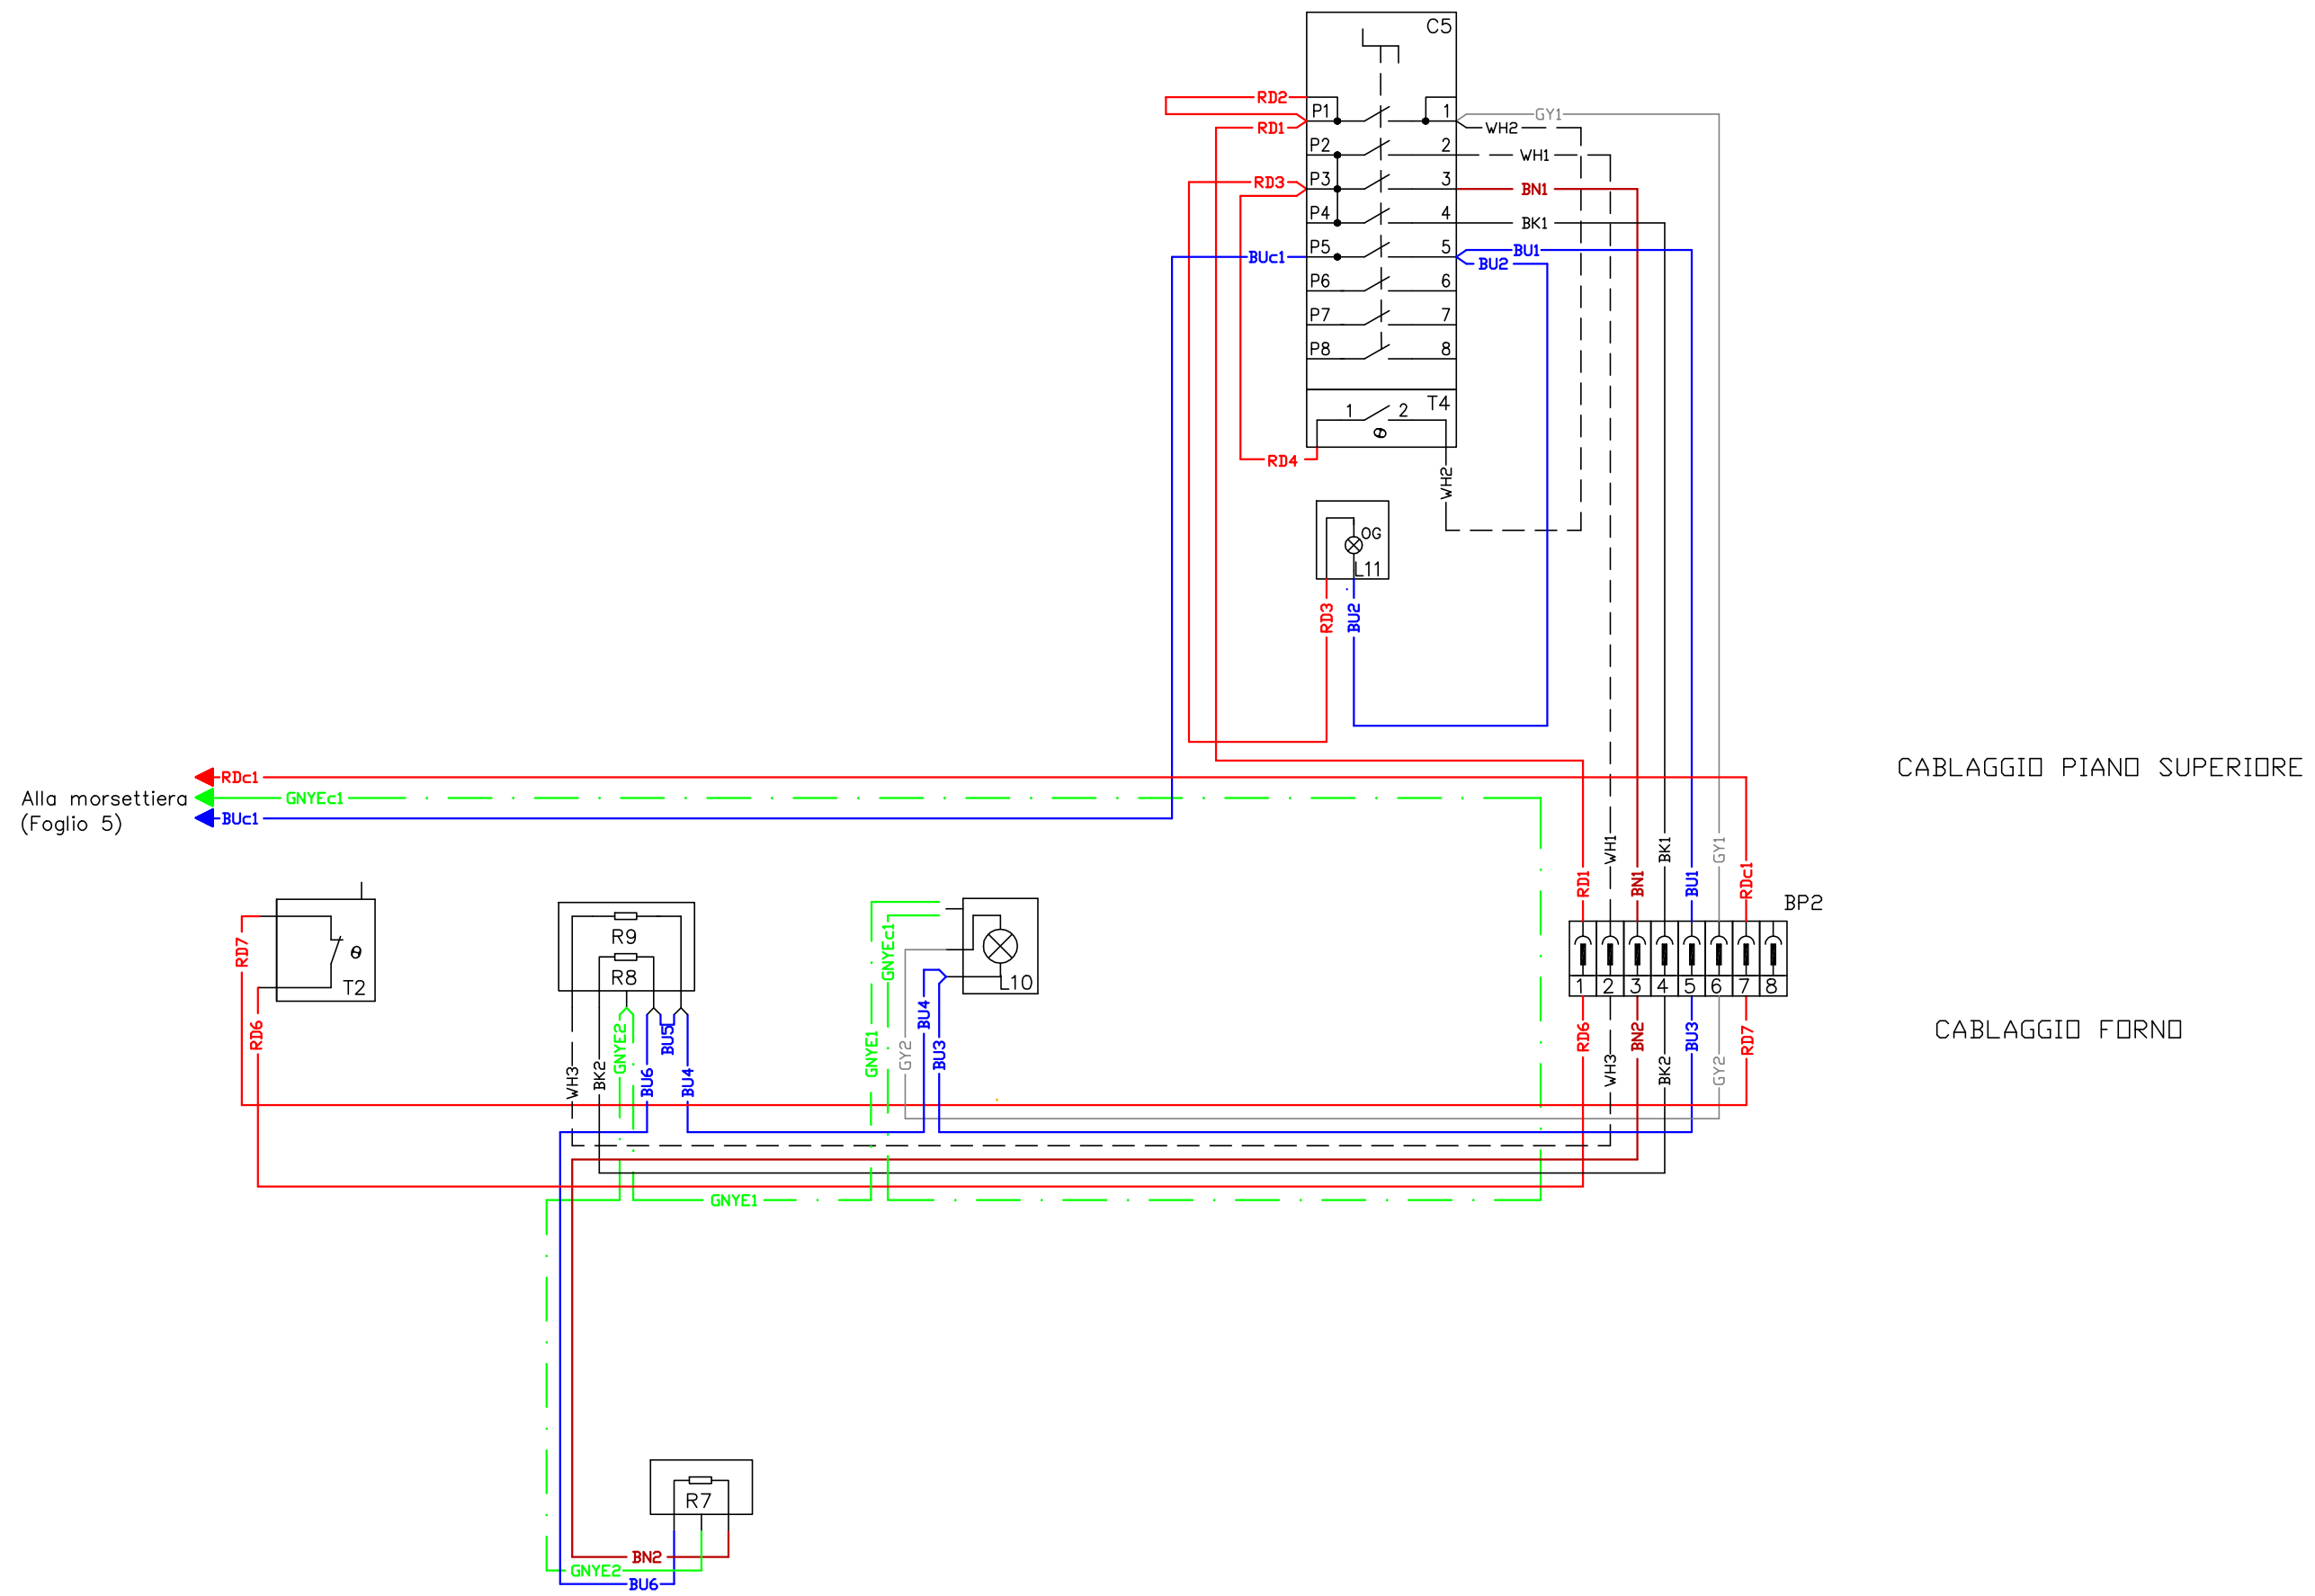 C5
RD2
P1 1 GY1
RD1 WH2
P2 2 WH1
RD3 P3 3 BN1
P4 4 BK1
BUc1 P5 5 BU1
BU2
P6 6
P7 7
P8 8
1 2 T4
θ
RD4
WH2
OG
L11
RD3 BU2
CABLAGGIO PIANO SUPERIORE
RDc1
Alla morsettiera GNYEc1
(Foglio 5) BUc1
WH1 BK1 GY1
RD1 BN1 BU1 RDc1
BP2
RD7 θ R9 GNYEc1
T2 R8 L10
1 2 3 4 5 6 7 8
RD6 GNYE2 BU5 GNYE1 GY2 BU4 BU3
WH3 BK2 BU6 BU4
RD6 BN2 BU3 RD7
WH3 BK2 GY2
CABLAGGIO FORNO
GNYE1
R7
BN2
GNYE2
BU6